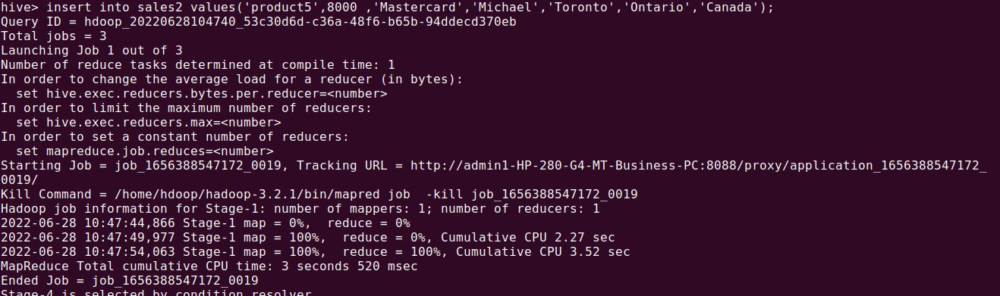 hive> insert into sales2 values('product5',8000 ,'Mastercard','Michael','Toronto','Ontario','Canada');
Query ID = hdoop_20220628104740_53c30d6d-c36a-48f6-b65b-94ddecd370eb
Total jobs = 3
Launching Job 1 out of 3
Number of reduce tasks determined at compile time: 1
In order to change the average load for a reducer (in bytes):
  set hive.exec.reducers.bytes.per.reducer=<number>
In order to limit the maximum number of reducers:
  set hive.exec.reducers.max=<number>
In order to set a constant number of reducers:
  set mapreduce.job.reduces=<number>
Starting Job = job_1656388547172_0019, Tracking URL = http://admin1-HP-280-G4-MT-Business-PC:8088/proxy/application_1656388547172_
0019/
Kill Command = /home/hdoop/hadoop-3.2.1/bin/mapred job  -kill job_1656388547172_0019
Hadoop job information for Stage-1: number of mappers: 1; number of reducers: 1
2022-06-28 10:47:44,866 Stage-1 map = 0%,  reduce = 0%
2022-06-28 10:47:49,977 Stage-1 map = 100%,  reduce = 0%, Cumulative CPU 2.27 sec
2022-06-28 10:47:54,063 Stage-1 map = 100%,  reduce = 100%, Cumulative CPU 3.52 sec
MapReduce Total cumulative CPU time: 3 seconds 520 msec
Ended Job = job_1656388547172_0019
Stage-4 is selected by condition resolver.